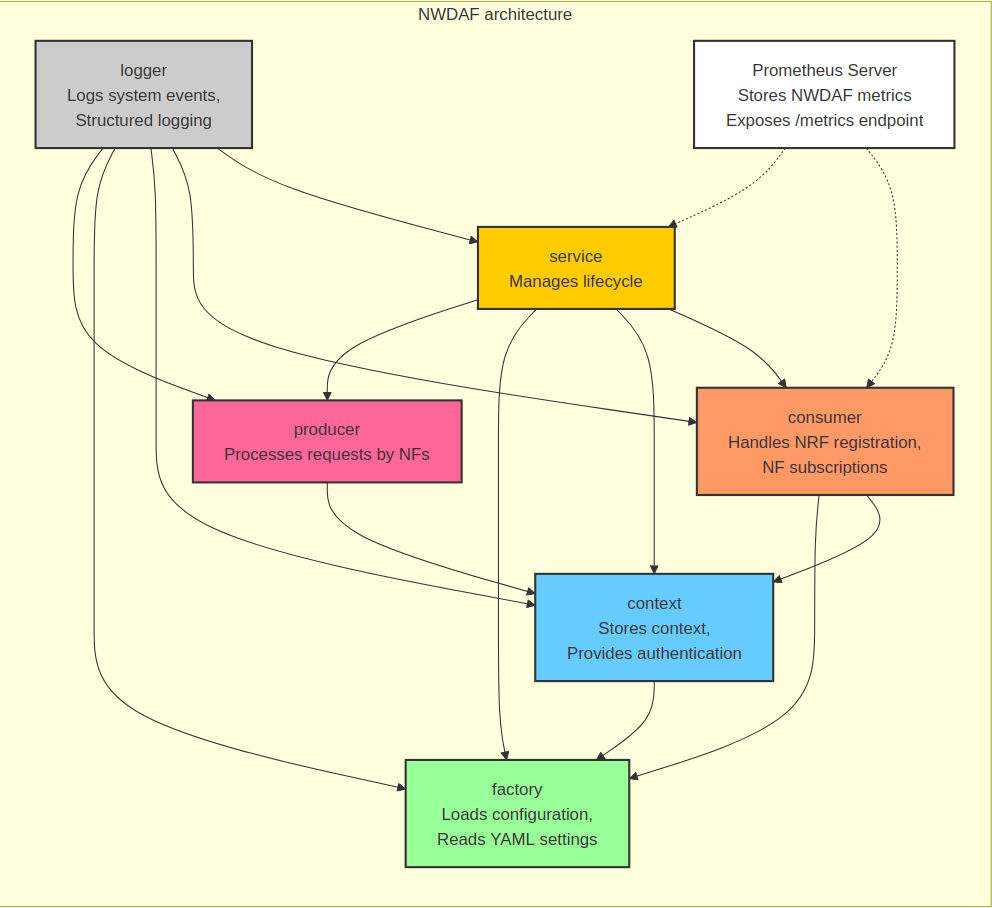 NWDAF architecture
logger
Logs system events,
Structured logging
Prometheus Server
Stores NWDAF metrics
Exposes /metrics endpoint
service
Manages lifecycle
producer
Processes requests by NFs
consumer
Handles NRF registration,
NF subscriptions
context
Stores context,
Provides authentication
factory
Loads configuration,
Reads YAML settings